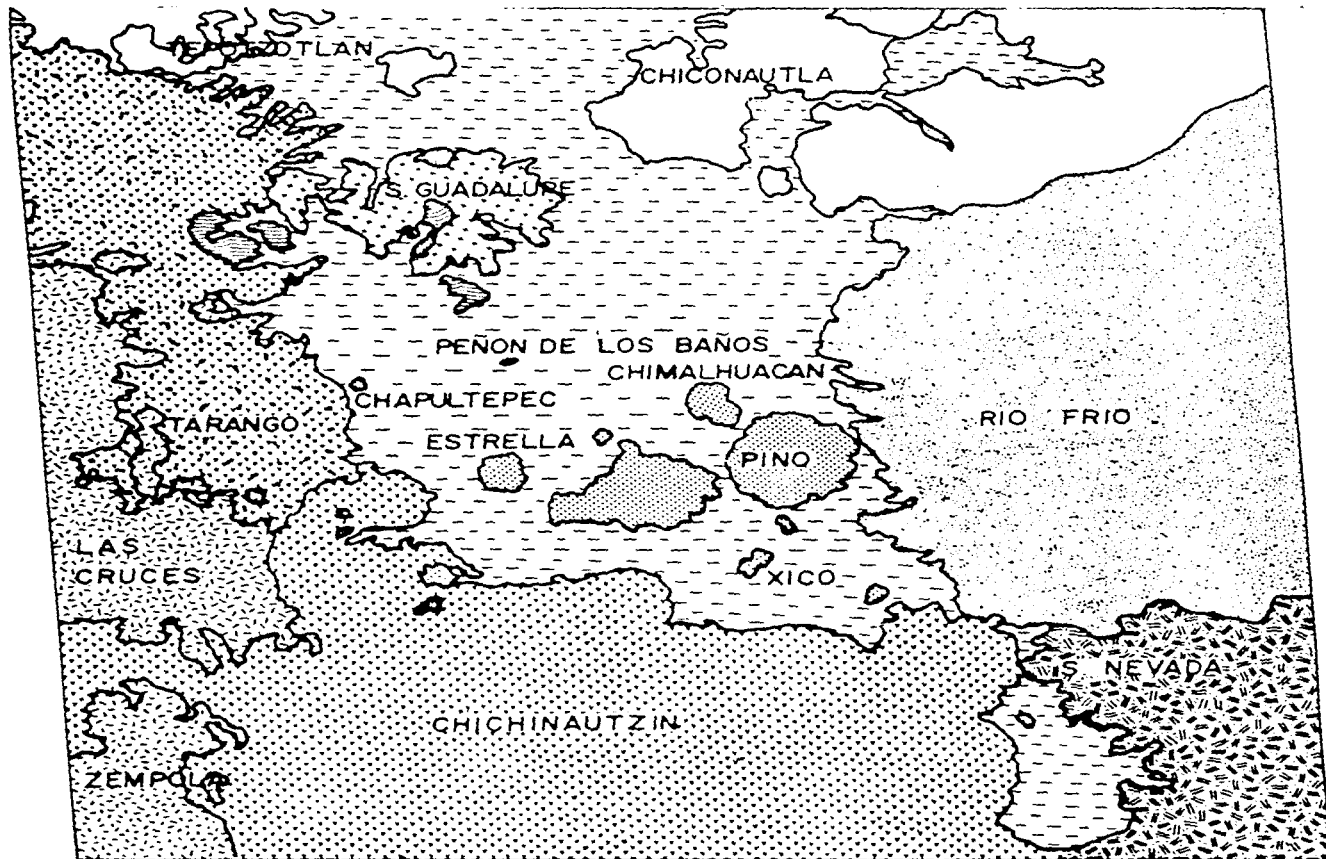 TEPOTZOTLAN
CHICONAUTLA
S. GUADALUPE
PEÑON DE LOS BAÑOS
CHIMALHUACAN
CHAPULTEPEC
TARANGO
RIO FRIO
ESTRELLA
PINO
LAS
CRUCES
XICO
S. NEVADA
CHICHINAUTZIN
ZEMPOLA